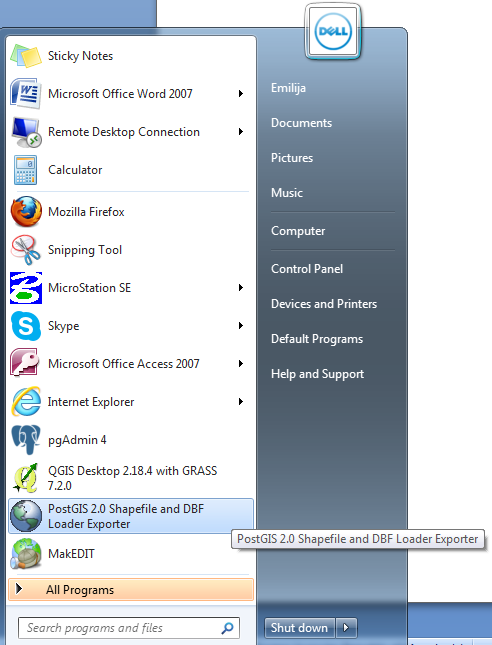 DELL
Sticky Notes
Microsoft Office Word 2007
Remote Desktop Connection
Calculator
Mozilla Firefox
Snipping Tool
MicroStation SE
Skype
Microsoft Office Access 2007
Internet Explorer
pgAdmin 4
QGIS Desktop 2.18.4 with GRASS
7.2.0
PostGIS 2.0 Shapefile and DBF
Loader Exporter
MakEDIT
All Programs
Search programs and files
Emilija
Documents
Pictures
Music
Computer
Control Panel
Devices and Printers
Default Programs
Help and Support
PostGIS 2.0 Shapefile and DBF Loader Exporter
Shut down